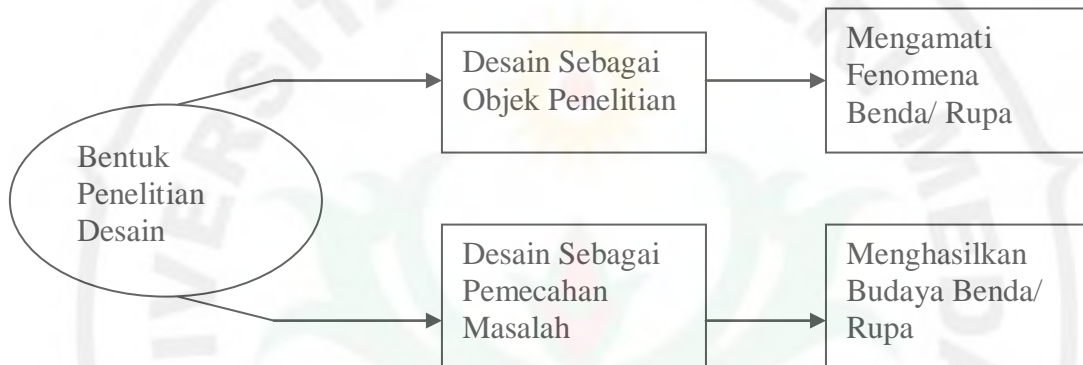 Bentuk
Penelitian
Desain
Desain Sebagai
Objek Penelitian
Mengamati
Fenomena
Benda/ Rupa
Desain Sebagai
Pemecahan
Masalah
Menghasilkan
Budaya Benda/
Rupa